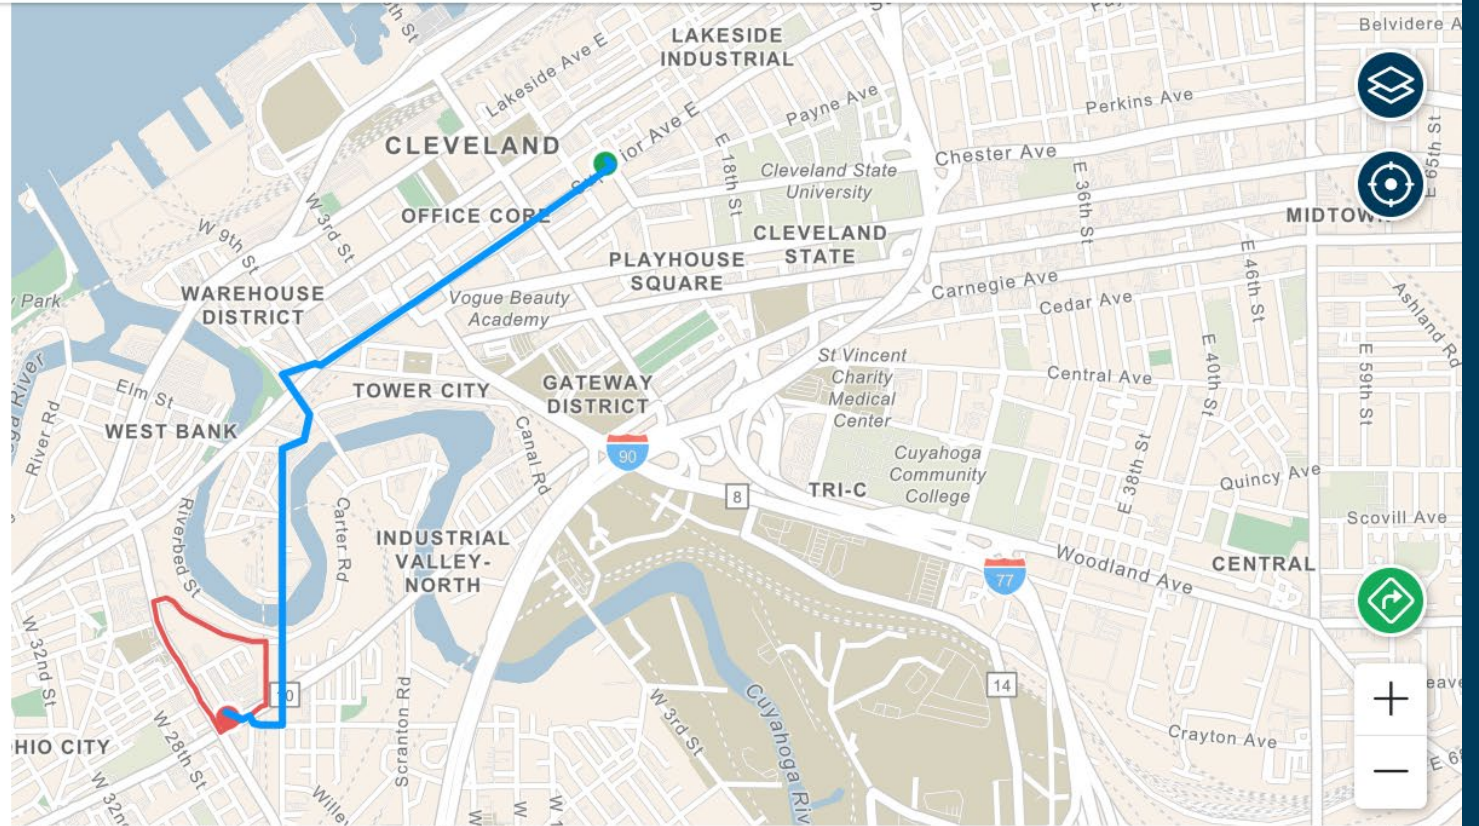 Belvidere A
LAKESIDE
INDUSTRIAL
Lakeside Ave E
Payne Ave
Perkins Ave
E 65th St
CLEVELAND
Chester Ave
E 18th St
Cleveland State
University
E 36th St
W 3rd St
OFFICE CORE
MIDTOWN
W 9th St
CLEVELAND
STATE
E 46th St
PLAYHOUSE
SQUARE
Carnegie Ave
Cedar Ave
Ashland Rd
y Park
WAREHOUSE
DISTRICT
Vogue Beauty
Academy
E 40th St
E 59th St
St Vincent
Charity
Medical
Center
Central Ave
Elm St
TOWER CITY
GATEWAY
DISTRICT
River Rd
WEST BANK
Canal Rd
90
Cuyahoga
Community
College
E 38th St
Quincy Ave
8
TRI-C
Riverbed St
Carter Rd
Scovill Ave
INDUSTRIAL
VALLEY-
NORTH
Woodland Ave
CENTRAL
77
W 32nd St
14
Scranton Rd
W 3rd St
Cuyahoga Riv
HIO CITY
W 28th St
Crayton Ave
W 32n
Willey
W 1